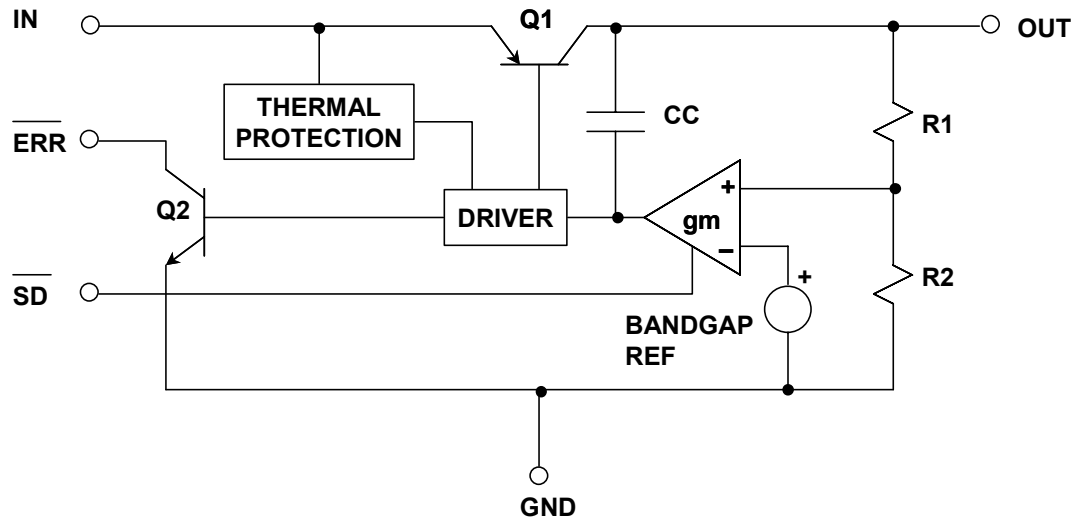 IN
Q1
OUT
THERMAL
PROTECTION
CC
R1
ERR
Q2
DRIVER
gm
+
−
SD
+
R2
BANDGAP
REF
GND